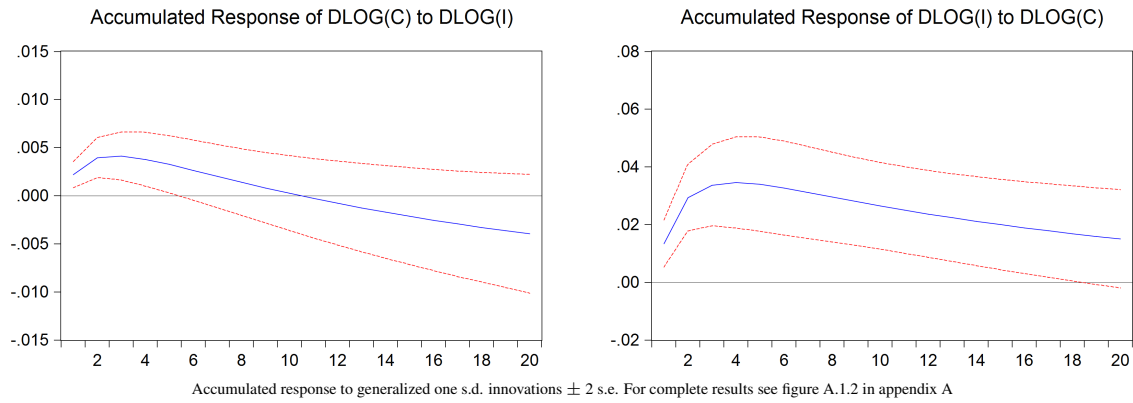 Accumulated Response of DLOG(C) to DLOG(I)
.015
.010
.005
.000
-.005
-.010
-.015
2 4 6 8 10 12 14 16 18 20
Accumulated Response of DLOG(I) to DLOG(C)
.08
.06
.04
.02
.00
-.02
2 4 6 8 10 12 14 16 18 20
Accumulated response to generalized one s.d. innovations ± 2 s.e. For complete results see figure A.1.2 in appendix A